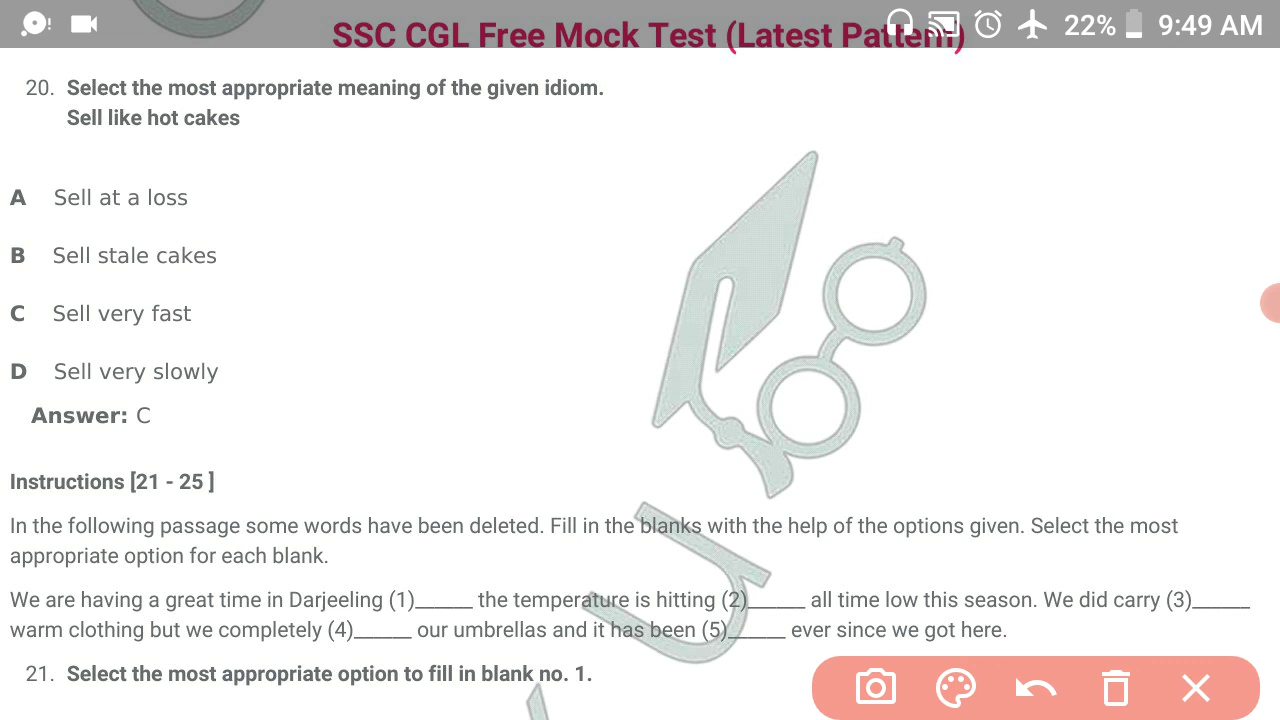 22% 9:49 AM
SSC CGL Free Mock Test (Latest Pattern)
20. Select the most appropriate meaning of the given idiom.
Sell like hot cakes
A Sell at a loss
B Sell stale cakes
C Sell very fast
D Sell very slowly
Answer: C
Instructions [21 - 25 ]
In the following passage some words have been deleted. Fill in the blanks with the help of the options given. Select the most
appropriate option for each blank.
We are having a great time in Darjeeling (1)______ the temperature is hitting (2)______ all time low this season. We did carry (3)______
warm clothing but we completely (4)______ our umbrellas and it has been (5)______ ever since we got here.
21. Select the most appropriate option to fill in blank no. 1.